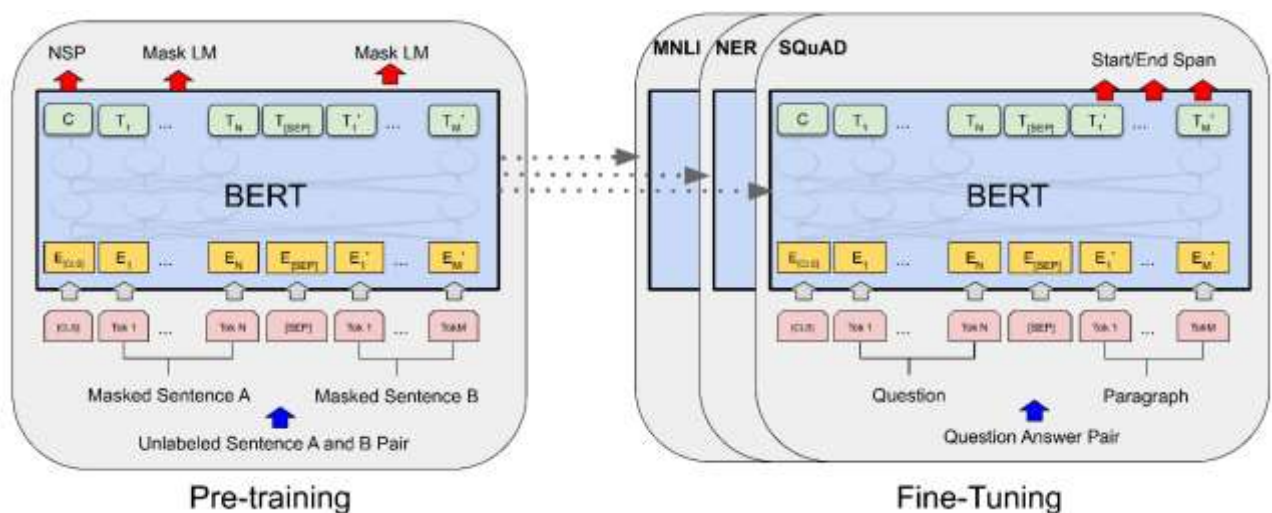 NSP Mask LM Mask LM
C T1 ... TN T[SEP] T1' ... TM'
BERT
E[CLS] E1 ... EN E[SEP] E1' ... EM'
[CLS] Tok 1 ... Tok N [SEP] Tok 1 ... TokM
Masked Sentence A Masked Sentence B
Unlabeled Sentence A and B Pair
Pre-training
MNLI NER SQuAD
Start/End Span
C T1 ... TN T[SEP] T1' ... TM'
BERT
E[CLS] E1 ... EN E[SEP] E1' ... EM'
[CLS] Tok 1 ... Tok N [SEP] Tok 1 ... TokM
Question Paragraph
Question Answer Pair
Fine-Tuning